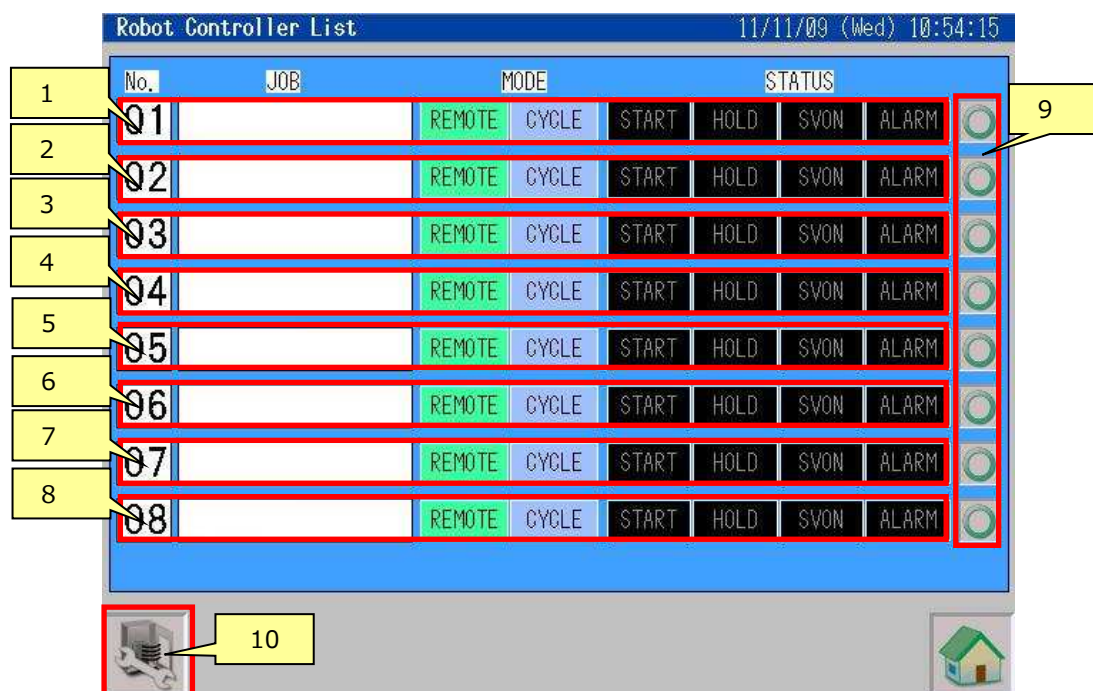 Robot Controller List 11/11/09 (Wed) 10:54:15
No. JOB MODE STATUS
1 01 REMOTE CYCLE START HOLD SVON ALARM 9
2 02 REMOTE CYCLE START HOLD SVON ALARM
3 03 REMOTE CYCLE START HOLD SVON ALARM
4 04 REMOTE CYCLE START HOLD SVON ALARM
5 05 REMOTE CYCLE START HOLD SVON ALARM
6 06 REMOTE CYCLE START HOLD SVON ALARM
7 07 REMOTE CYCLE START HOLD SVON ALARM
8 08 REMOTE CYCLE START HOLD SVON ALARM
10